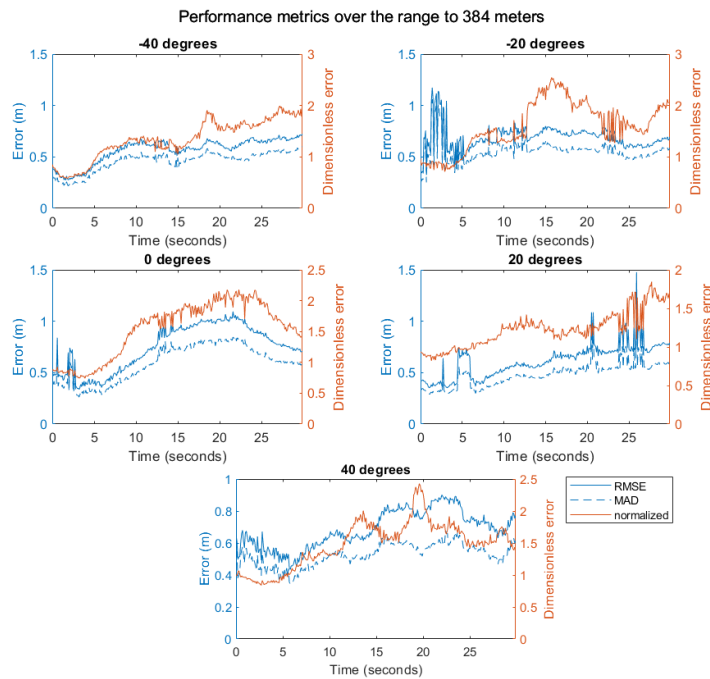 Performance metrics over the range to 384 meters
-40 degrees
-20 degrees
1.5
1
0.5
0
Error (m)
3
2
1
0
Dimensionless error
0 5 10 15 20 25
Time (seconds)
1.5
1
0.5
0
Error (m)
3
2
1
0
Dimensionless error
0 5 10 15 20 25
Time (seconds)
0 degrees
20 degrees
1.5
1
0.5
0
Error (m)
2.5
2
1.5
1
0.5
0
Dimensionless error
0 5 10 15 20 25
Time (seconds)
1.5
1
0.5
0
Error (m)
2
1.5
1
0.5
0
Dimensionless error
0 5 10 15 20 25
Time (seconds)
40 degrees
1
0.8
0.6
0.4
0.2
0
Error (m)
2.5
2
1.5
1
0.5
0
Dimensionless error
0 5 10 15 20 25
Time (seconds)
RMSE
MAD
normalized